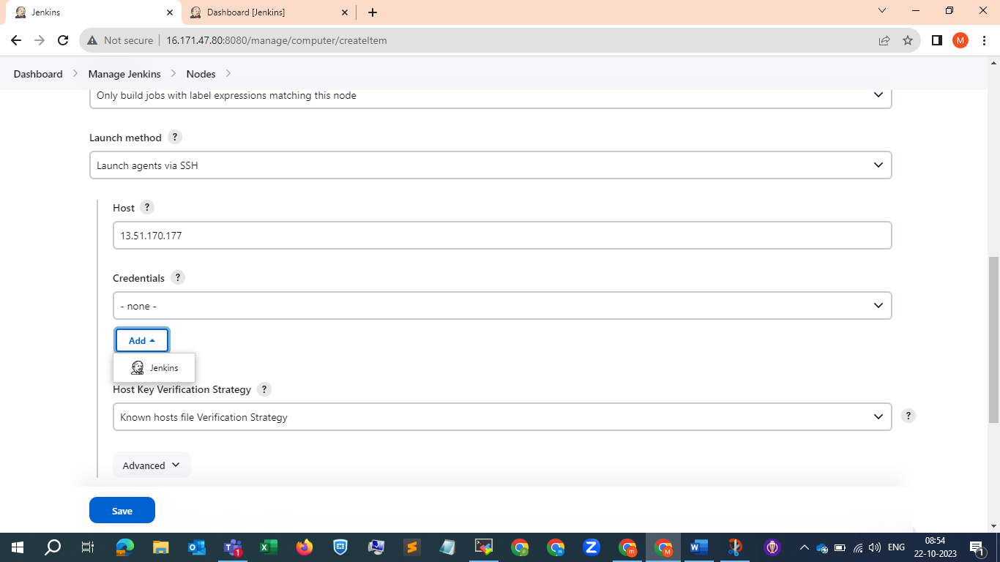 Jenkins
Dashboard [Jenkins]
Not secure
16.171.47.80:8080/manage/computer/createItem
M
Dashboard
Manage Jenkins
Nodes
Only build jobs with label expressions matching this node
Launch method ?
Launch agents via SSH
Host ?
13.51.170.177
Credentials ?
- none -
Add
Jenkins
Host Key Verification Strategy ?
Known hosts file Verification Strategy
?
Advanced
Save
1
M
ENG
08:54
22-10-2023
1